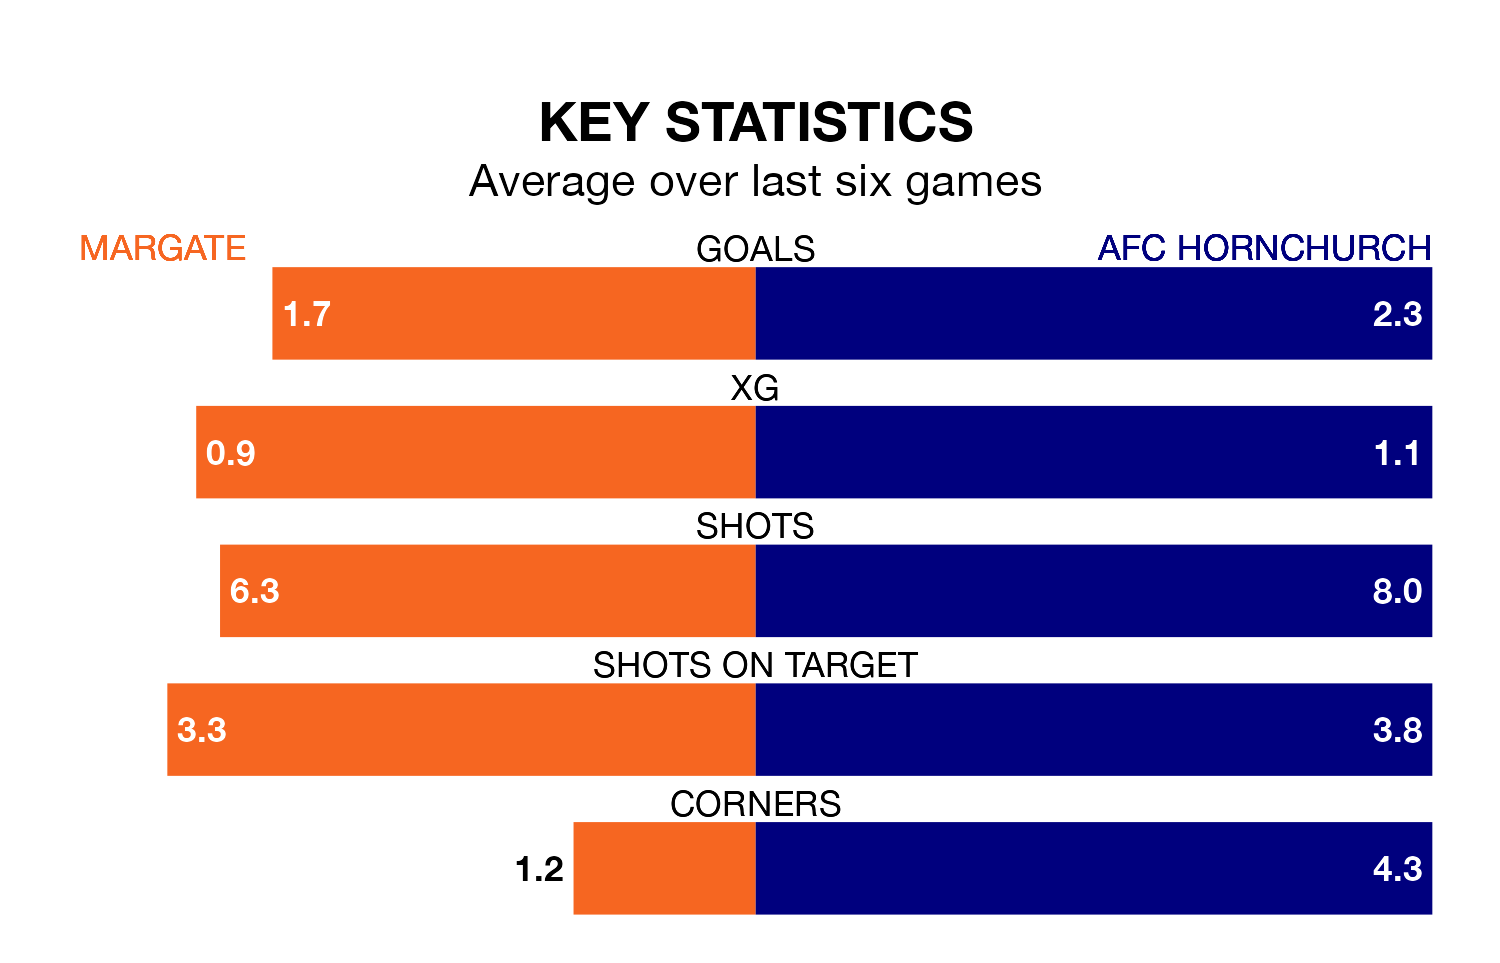 KEY STATISTICS
Average over last six games
MARGATE GOALS AFC HORNCHURCH
1.7 2.3
XG
0.9 1.1
SHOTS
6.3 8.0
SHOTS ON TARGET
3.3 3.8
CORNERS
1.2 4.3